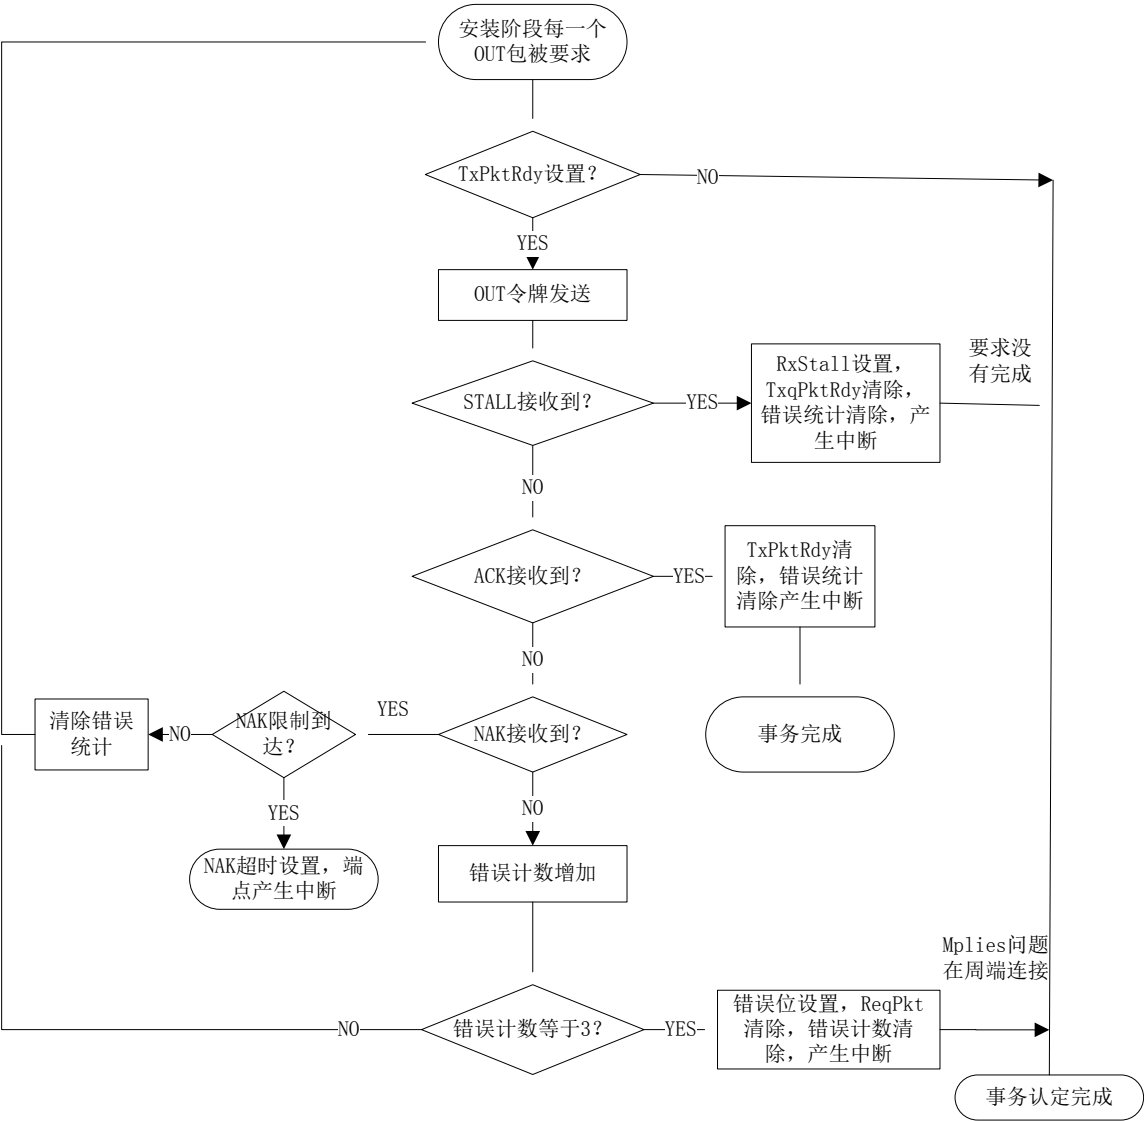 安装阶段每一个
OUT包被要求
TxPktRdy设置?
NO
YES
OUT令牌发送
STALL接收到?
YES
RxStall设置，
TxqPktRdy清除，
错误统计清除，产
生中断
要求没
有完成
NO
ACK接收到?
YES
TxPktRdy清
除，错误统计
清除产生中断
NO
清除错误
统计
NO
NAK限制到
达?
YES
NAK接收到?
事务完成
YES
NO
NAK超时设置，端
点产生中断
错误计数增加
Mplies问题
在周端连接
NO
错误计数等于3?
YES
错误位设置，ReqPkt
清除，错误计数清
除，产生中断
事务认定完成